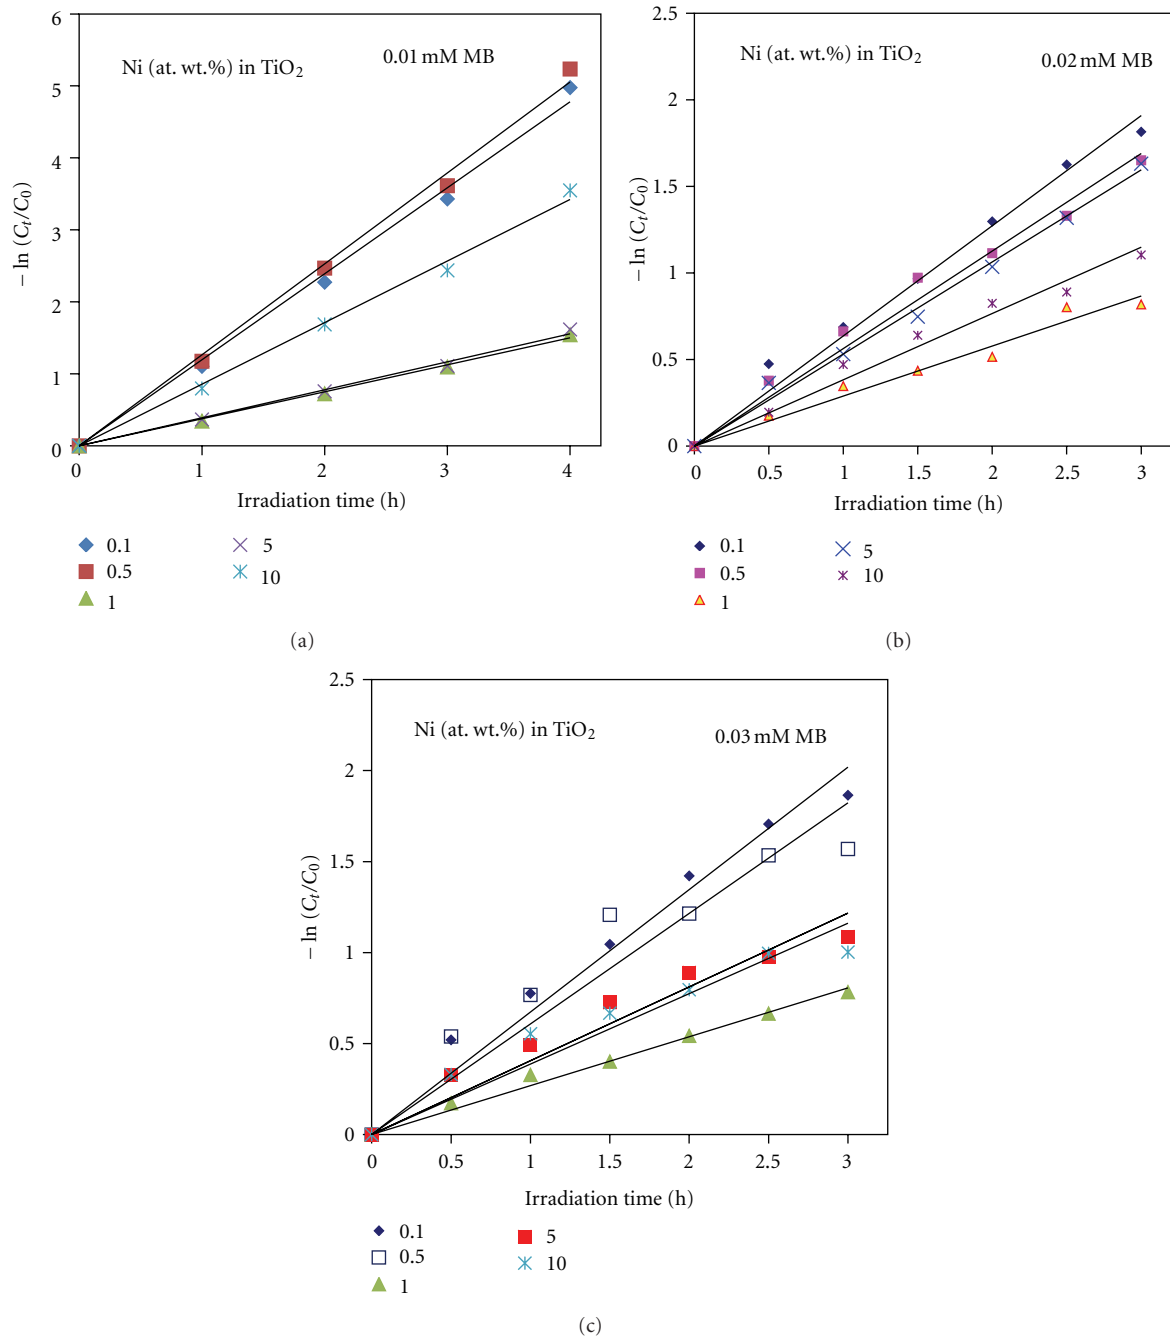 6
5
4
3
2
1
0
Ni (at. wt.%) in TiO₂
0.01 mM MB
− ln (Cₜ/C₀)
0 1 2 3 4
Irradiation time (h)
0.1
0.5
1
5
10
(a)
2.5
2
1.5
1
0.5
0
Ni (at. wt.%) in TiO₂
0.02 mM MB
− ln (Cₜ/C₀)
0 0.5 1 1.5 2 2.5 3
Irradiation time (h)
0.1
0.5
1
5
10
(b)
2.5
2
1.5
1
0.5
0
Ni (at. wt.%) in TiO₂
0.03 mM MB
− ln (Cₜ/C₀)
0 0.5 1 1.5 2 2.5 3
Irradiation time (h)
0.1
0.5
1
5
10
(c)